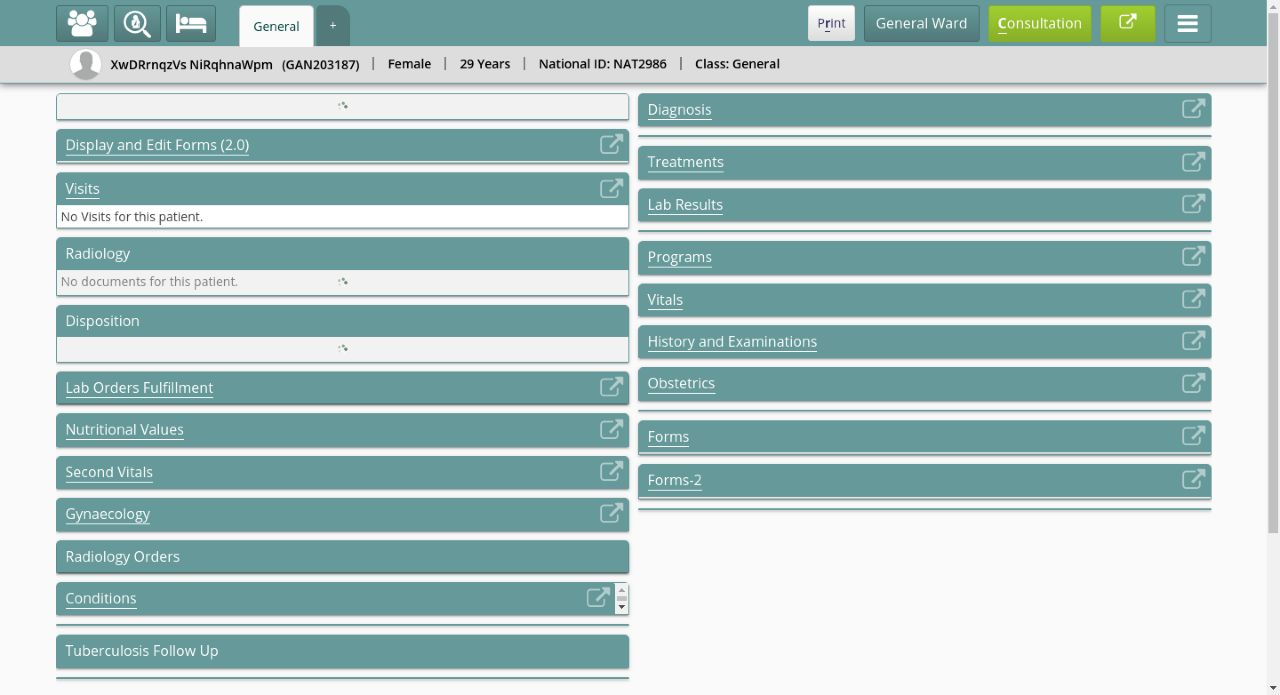 General
+
Print
General Ward
Consultation
XwDRrnqzVs NiRqhnaWpm (GAN203187) | Female | 29 Years | National ID: NAT2986 | Class: General
Display and Edit Forms (2.0)
Visits
No Visits for this patient.
Radiology
No documents for this patient.
Disposition
Lab Orders Fulfillment
Nutritional Values
Second Vitals
Gynaecology
Radiology Orders
Conditions
Tuberculosis Follow Up
Diagnosis
Treatments
Lab Results
Programs
Vitals
History and Examinations
Obstetrics
Forms
Forms-2